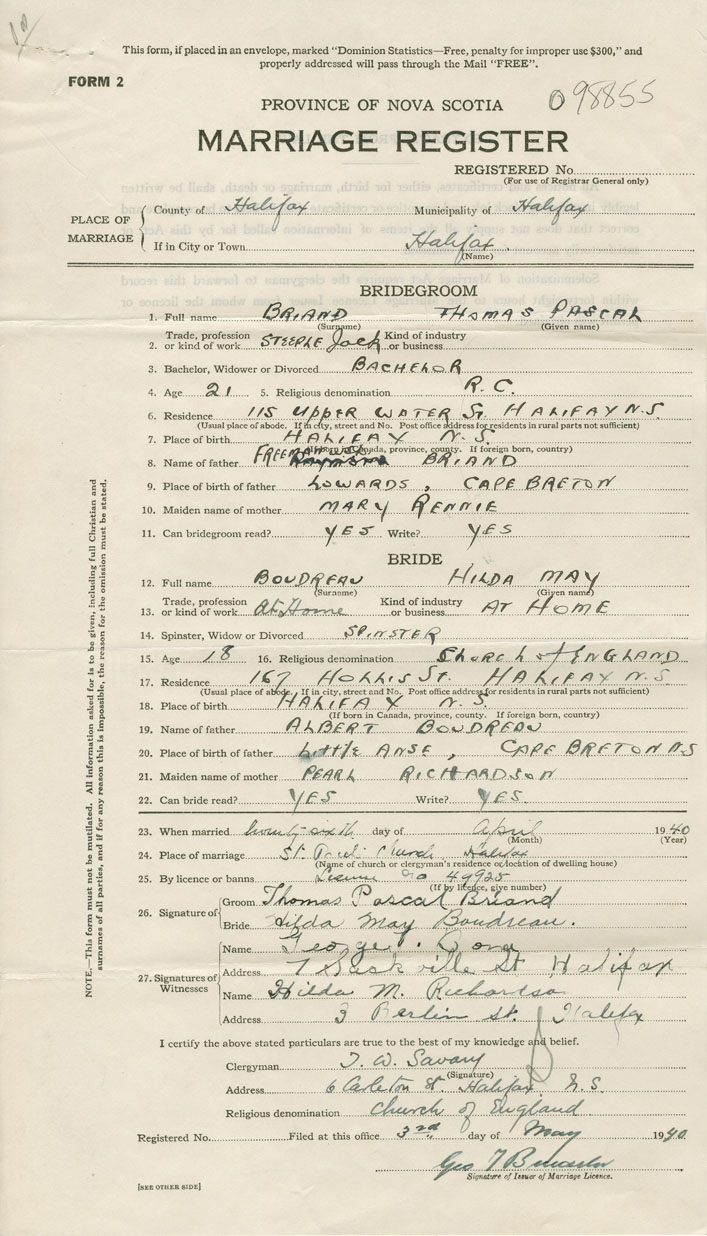 This form, if placed in an envelope, marked "Dominion Statistics—Free, penalty for improper use $300," and
properly addressed will pass through the Mail "FREE".
FORM 2
098855
PROVINCE OF NOVA SCOTIA
MARRIAGE REGISTER
REGISTERED No.
(For use of Registrar General only)
PLACE OF MARRIAGE
County of Halifax Municipality of Halifax
If in City or Town Halifax
(Name)
BRIDEGROOM
1. Full name BRIAND THOMAS PASCAL
(Surname) (Given name)
2. Trade, profession or kind of work STEEPLE Jack Kind of industry or business
3. Bachelor, Widower or Divorced BACHELOR
4. Age 21 5. Religious denomination R.C.
6. Residence 115 UPPER WATER St. HALIFAX N.S.
(Usual place of abode. If in city, street and No. Post office address for residents in rural parts not sufficient)
7. Place of birth HALIFAX N.S.
(If born in Canada, province, county. If foreign born, country)
8. Name of father BRIAND
9. Place of birth of father LOWARDS, CAPE BRETON
10. Maiden name of mother MARY RENNIE
11. Can bridegroom read? YES Write? YES
BRIDE
12. Full name BOUDREAU HILDA MAY
(Surname) (Given name)
13. Trade, profession or kind of work At Home Kind of industry or business AT HOME
14. Spinster, Widow or Divorced SPINSTER
15. Age 18 16. Religious denomination Church of ENGLAND
17. Residence 167 HOLLIS St. HALIFAX N.S.
(Usual place of abode. If in city, street and No. Post office address for residents in rural parts not sufficient)
18. Place of birth HALIFAX N.S.
(If born in Canada, province, county. If foreign born, country)
19. Name of father ALBERT BOUDREAU
20. Place of birth of father Little ANSE, CAPE BRETON N.S
21. Maiden name of mother PEARL RICHARDSON
22. Can bride read? YES Write? YES
23. When married twenty-sixth day of April 1940
(Month) (Year)
24. Place of marriage St. Paul's Church Halifax
(Name of church or clergyman's residence or location of dwelling house)
25. By licence or banns License no 49925
(If by licence, give number)
26. Signature of
Groom Thomas Pascal Briand
Bride Hilda May Boudreau.
27. Signatures of Witnesses
Name George
Address 7 Sackville St Halifax
Name Hilda M. Richardson
Address 3 Berlin St. Halifax
I certify the above stated particulars are true to the best of my knowledge and belief.
Clergyman T. W. Savary
(Signature)
Address 6 Carleton St. Halifax N.S.
Religious denomination Church of England
Registered No. Filed at this office 3rd day of May 1940.
Geo
Signature of Issuer of Marriage Licence.
[SEE OTHER SIDE]
NOTE.—This form must not be mutilated. All information asked for is to be given, including full Christian and
surnames of all parties, and if for any reason this is impossible, the reason for the omission must be stated.